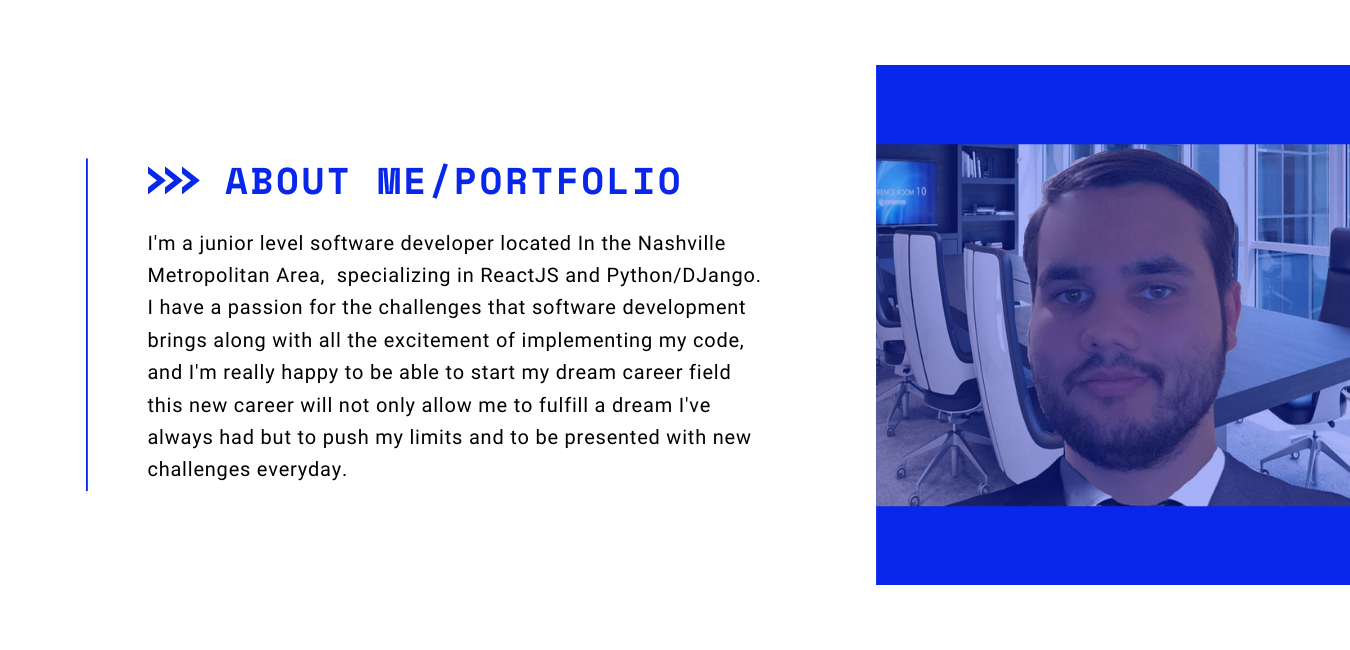 >>> ABOUT ME/PORTFOLIO
I'm a junior level software developer located In the Nashville
Metropolitan Area,  specializing in ReactJS and Python/DJango.
I have a passion for the challenges that software development
brings along with all the excitement of implementing my code,
and I'm really happy to be able to start my dream career field
this new career will not only allow me to fulfill a dream I've
always had but to push my limits and to be presented with new
challenges everyday.
ROOM 10